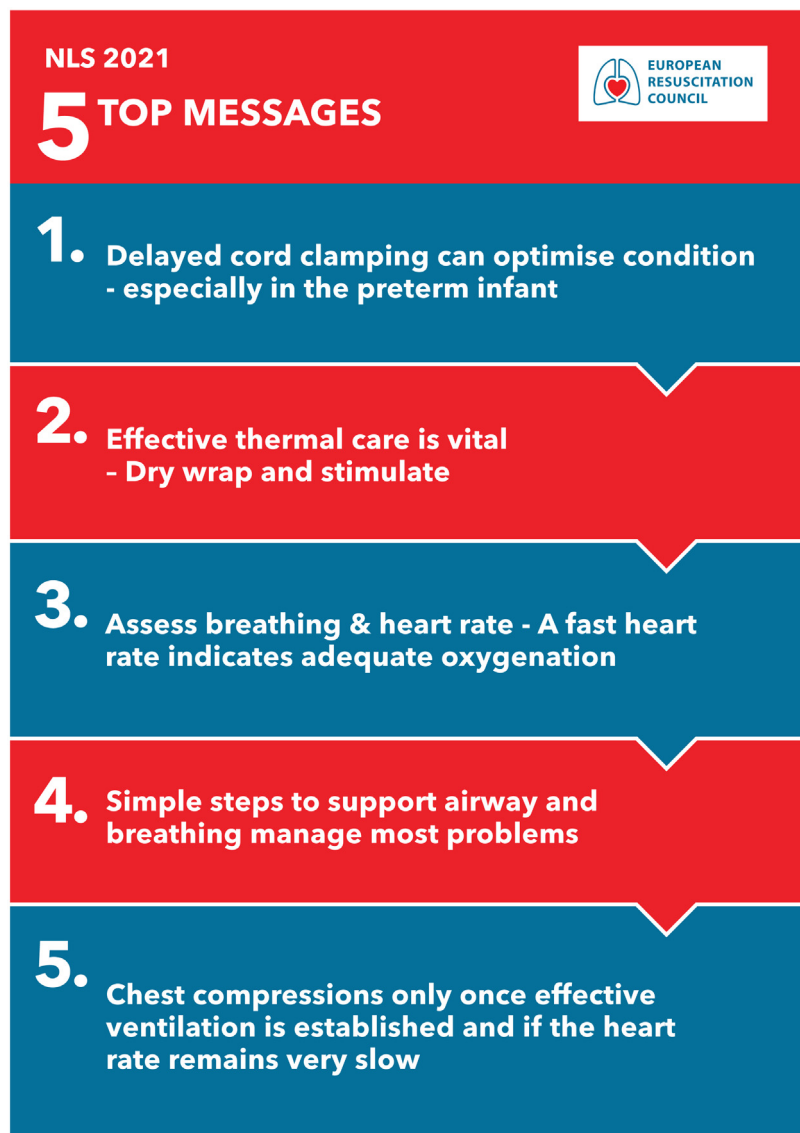 NLS 2021
5 TOP MESSAGES
EUROPEAN
RESUSCITATION
COUNCIL
1. Delayed cord clamping can optimise condition
- especially in the preterm infant
2. Effective thermal care is vital
– Dry wrap and stimulate
3. Assess breathing & heart rate - A fast heart
rate indicates adequate oxygenation
4. Simple steps to support airway and
breathing manage most problems
5. Chest compressions only once effective
ventilation is established and if the heart
rate remains very slow